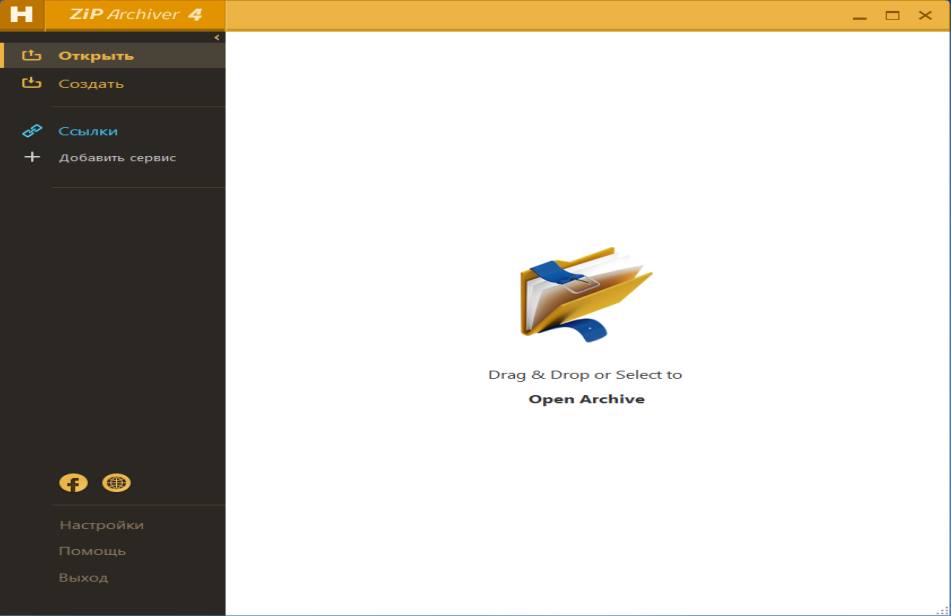 H ZiP Archiver 4
Открыть
Создать
Ссылки
Добавить сервис
Drag & Drop or Select to
Open Archive
Настройки
Помощь
Выход